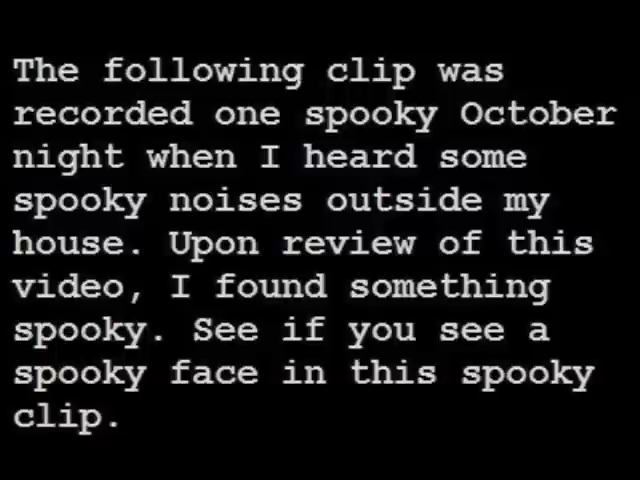 The following clip was
recorded one spooky October
night when I heard some
spooky noises outside my
house. Upon review of this
video, I found something
spooky. See if you see a
spooky face in this spooky
clip.